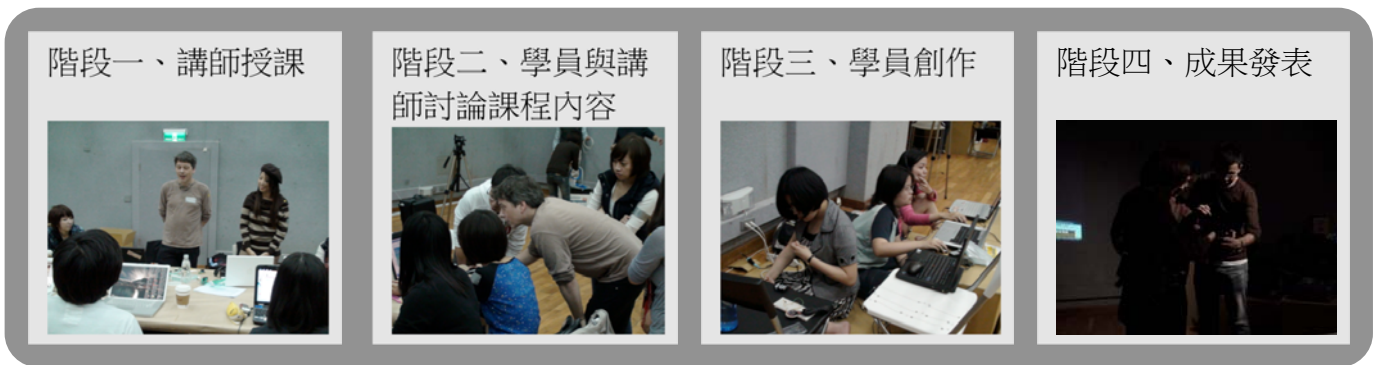 階段一、講師授課
階段二、學員與講
師討論課程內容
階段三、學員創作
階段四、成果發表